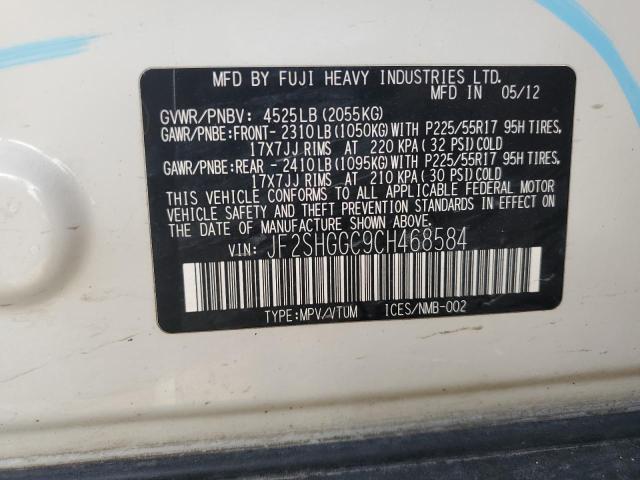 MFD BY FUJI HEAVY INDUSTRIES LTD.
MFD IN 05/12
GVWR/PNBV: 4525LB(2055KG)
GAWR/PNBE:FRONT- 2310LB(1050KG)WITH P225/55R17 95H TIRES,
17X7JJ RIMS AT 220 KPA(32 PSI)COLD
GAWR/PNBE:REAR - 2410LB(1095KG)WITH P225/55R17 95H TIRES,
17X7JJ RIMS AT 210 KPA(30 PSI)COLD
THIS VEHICLE CONFORMS TO ALL APPLICABLE FEDERAL MOTOR
VEHICLE SAFETY AND THEFT PREVENTION STANDARDS IN EFFECT ON
THE DATE OF MANUFACTURE SHOWN ABOVE.
VIN: JF2SHGGC9CH468584
TYPE:MPV/VTUM ICES/NMB-002